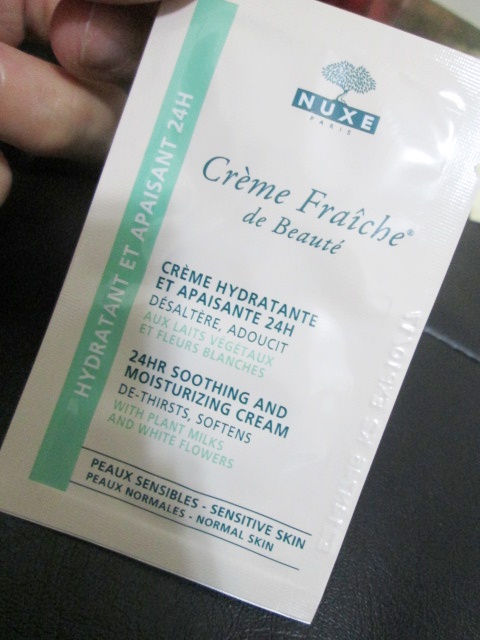 NUXE
PARIS
Crème Fraîche®
de Beauté
HYDRATANT ET APAISANT 24H
CRÈME HYDRATANTE
ET APAISANTE 24H
DÉSALTÈRE, ADOUCIT
AUX LAITS VÉGÉTAUX
ET FLEURS BLANCHES
24HR SOOTHING AND
MOISTURIZING CREAM
DE-THIRSTS, SOFTENS
WITH PLANT MILKS
AND WHITE FLOWERS
PEAUX SENSIBLES - SENSITIVE SKIN
PEAUX NORMALES - NORMAL SKIN